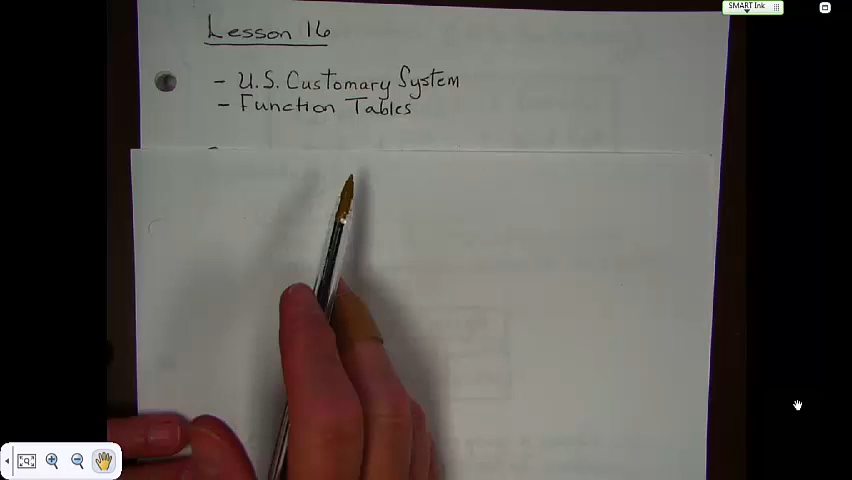 SMART Ink
Lesson 16
- U.S. Customary System
- Function Tables